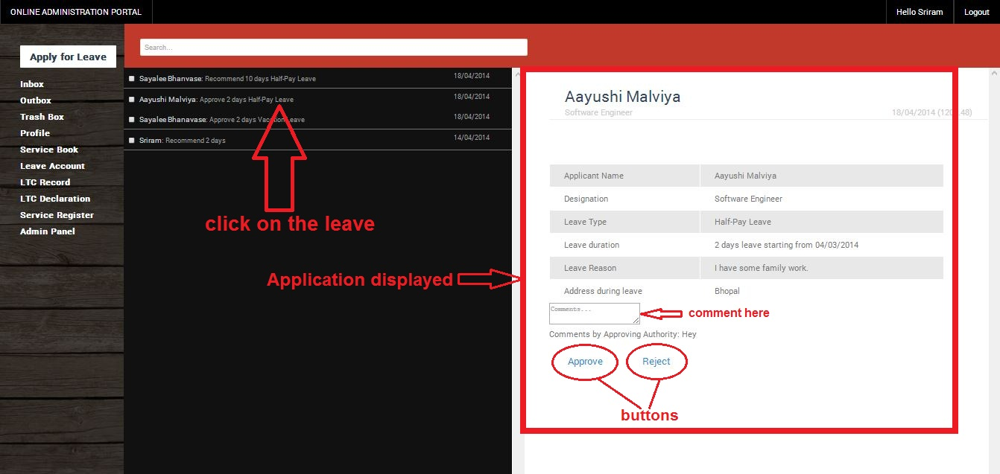 ONLINE ADMINISTRATION PORTAL
Hello Sriram
Logout
Search...
Apply for Leave
Inbox
Outbox
Trash Box
Profile
Service Book
Leave Account
LTC Record
LTC Declaration
Service Register
Admin Panel
Sayalee Bhanvase: Recommend 10 days Half-Pay Leave 18/04/2014
Aayushi Malviya: Approve 2 days Half-Pay Leave 18/04/2014
Sayalee Bhanavase: Approve 2 days Vacation Leave 18/04/2014
Sriram: Recommend 2 days 14/04/2014
click on the leave
Application displayed
Aayushi Malviya
Software Engineer
18/04/2014
Applicant Name Aayushi Malviya
Designation Software Engineer
Leave Type Half-Pay Leave
Leave duration 2 days leave starting from 04/03/2014
Leave Reason I have some family work.
Address during leave Bhopal
Comments...
comment here
Comments by Approving Authority: Hey
Approve Reject
buttons